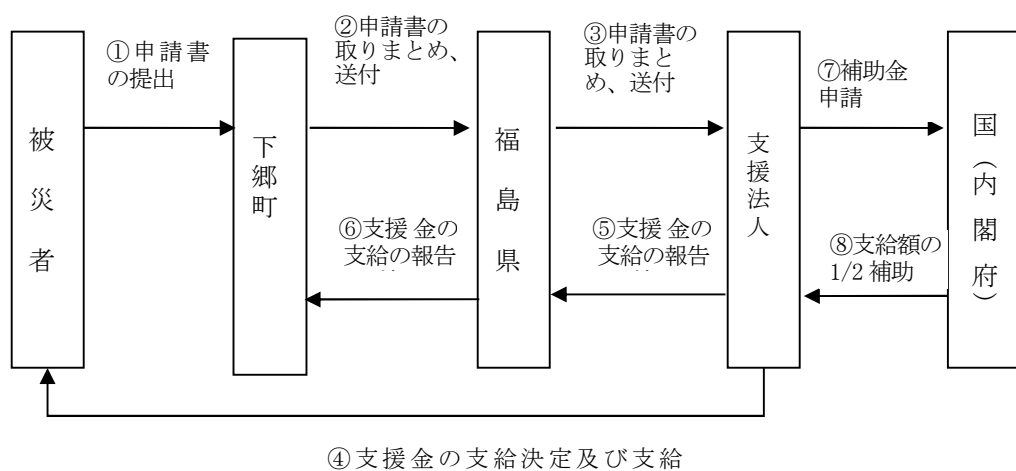 ①申請書
の提出
②申請書の
取りまとめ、
送付
③申請書の
取りまと
め、送付
⑦補助金
申請
被災者
下郷町
福島県
支援法人
国（内閣府）
⑥支援金の
支給の報告
⑤支援金の
支給の報告
⑧支給額の
1/2 補助
④支援金の支給決定及び支給